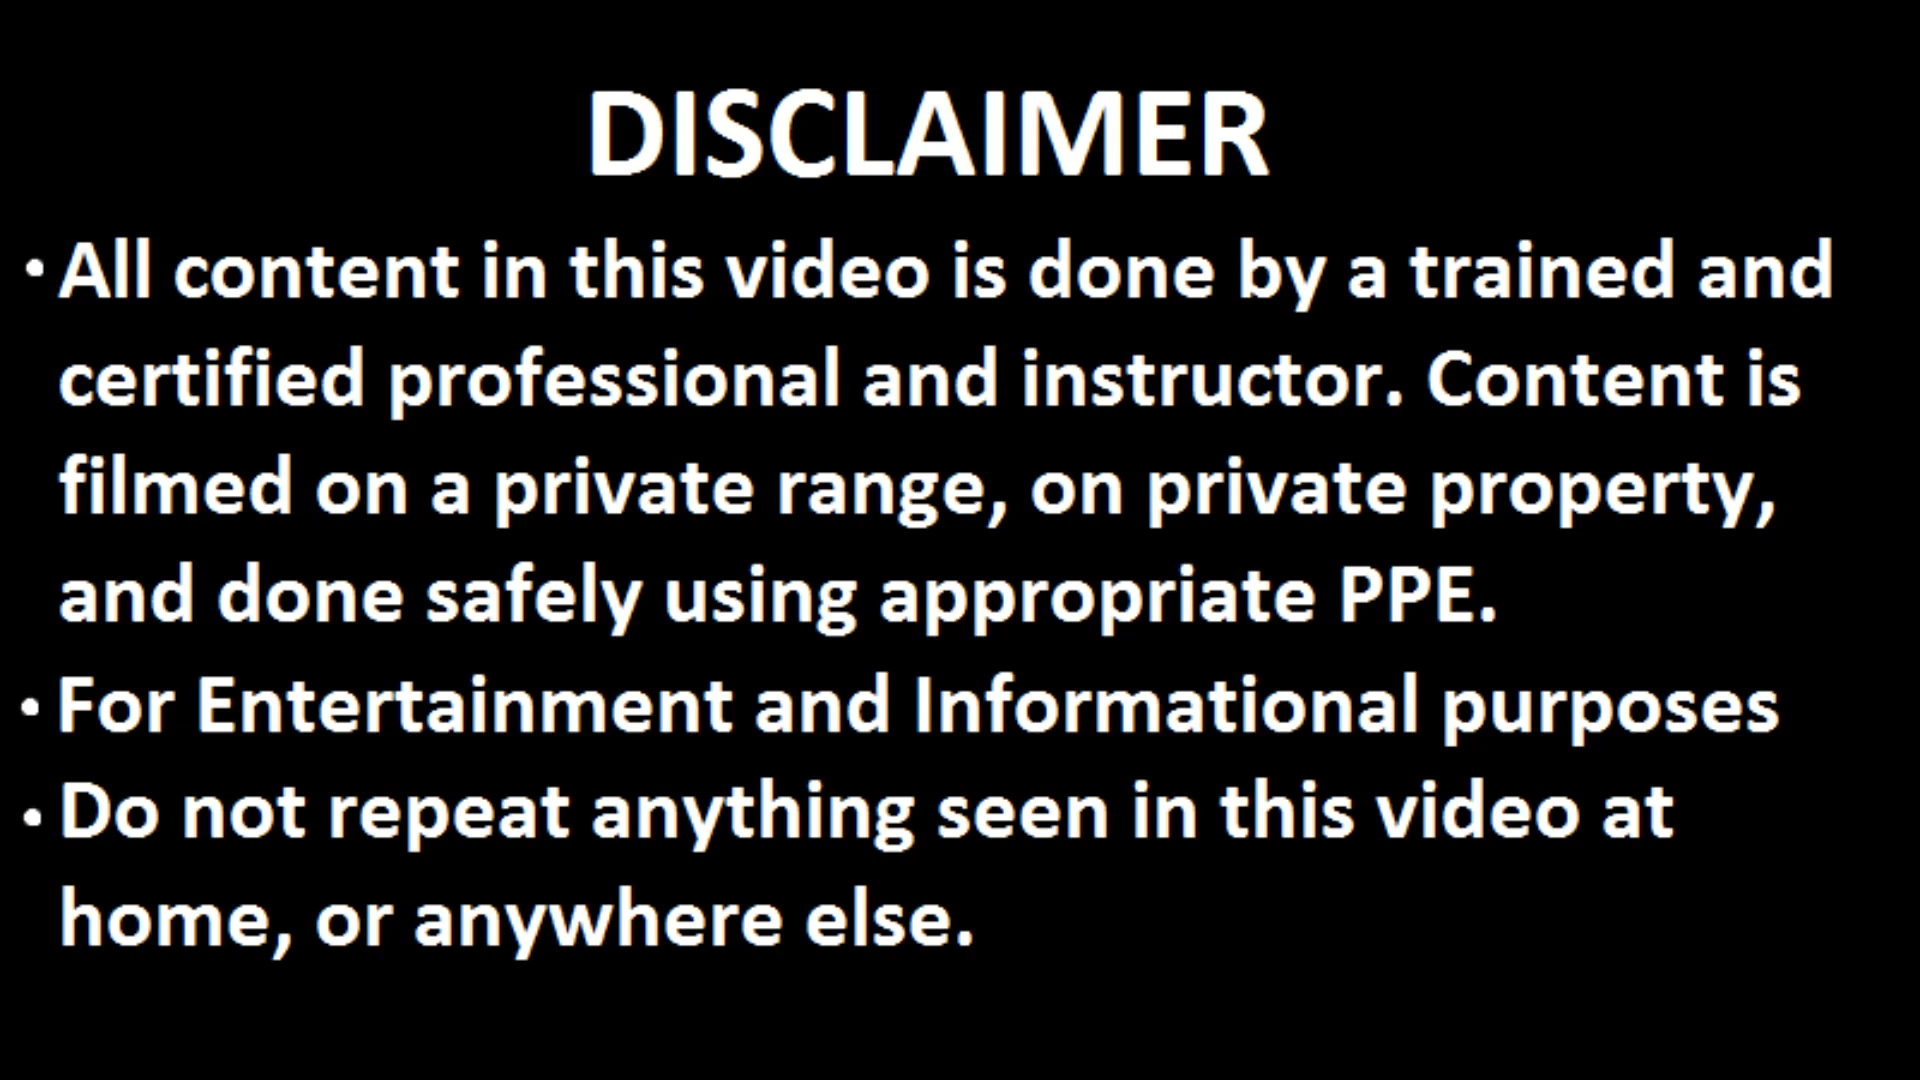 DISCLAIMER
• All content in this video is done by a trained and
certified professional and instructor. Content is
filmed on a private range, on private property,
and done safely using appropriate PPE.
• For Entertainment and Informational purposes
• Do not repeat anything seen in this video at
home, or anywhere else.